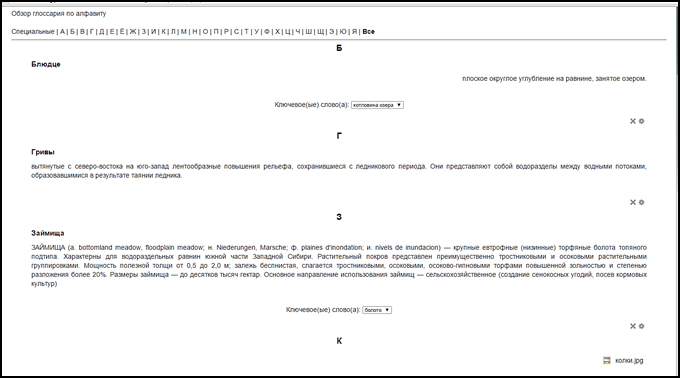 Обзор глоссария по алфавиту
Специальные | А | Б | В | Г | Д | Е | Ё | Ж | З | И | К | Л | М | Н | О | П | Р | С | Т | У | Ф | Х | Ц | Ч | Ш | Щ | Э | Ю | Я | Все
Б
Блюдце
плоское округлое углубление на равнине, занятое озером.
Ключевое(ые) слово(а): котловина озера
Г
Гривы
вытянутые с северо-востока на юго-запад лентообразные повышения рельефа, сохранившиеся с ледникового периода. Они представляют собой водоразделы между водными потоками,
образовавшимися в результате таянии ледника.
З
Займища
ЗАЙМИЩА (а. bottomland meadow, floodplain meadow; н. Niederungen, Marsche; ф. plaines d'inondation; и. nivels de inundacion) — крупные евтрофные (низинные) торфяные болота топяного
подтипа. Характерны для водораздельных равнин южной части Западной Сибири. Растительный покров представлен преимущественно тростниковыми и осоковыми растительными
группировками. Мощность полезной толщи от 0,5 до 2,0 м; залежь беспнистая, слагается тростниковыми, осоковыми, осоково-гипновыми торфами повышенной зольностью и степенью
разложения более 20%. Размеры займища — до десятков тысяч гектар. Основное направление использования займищ — сельскохозяйственное (создание сенокосных угодий, посев кормовых
культур)
Ключевое(ые) слово(а): болото
К
колки.jpg